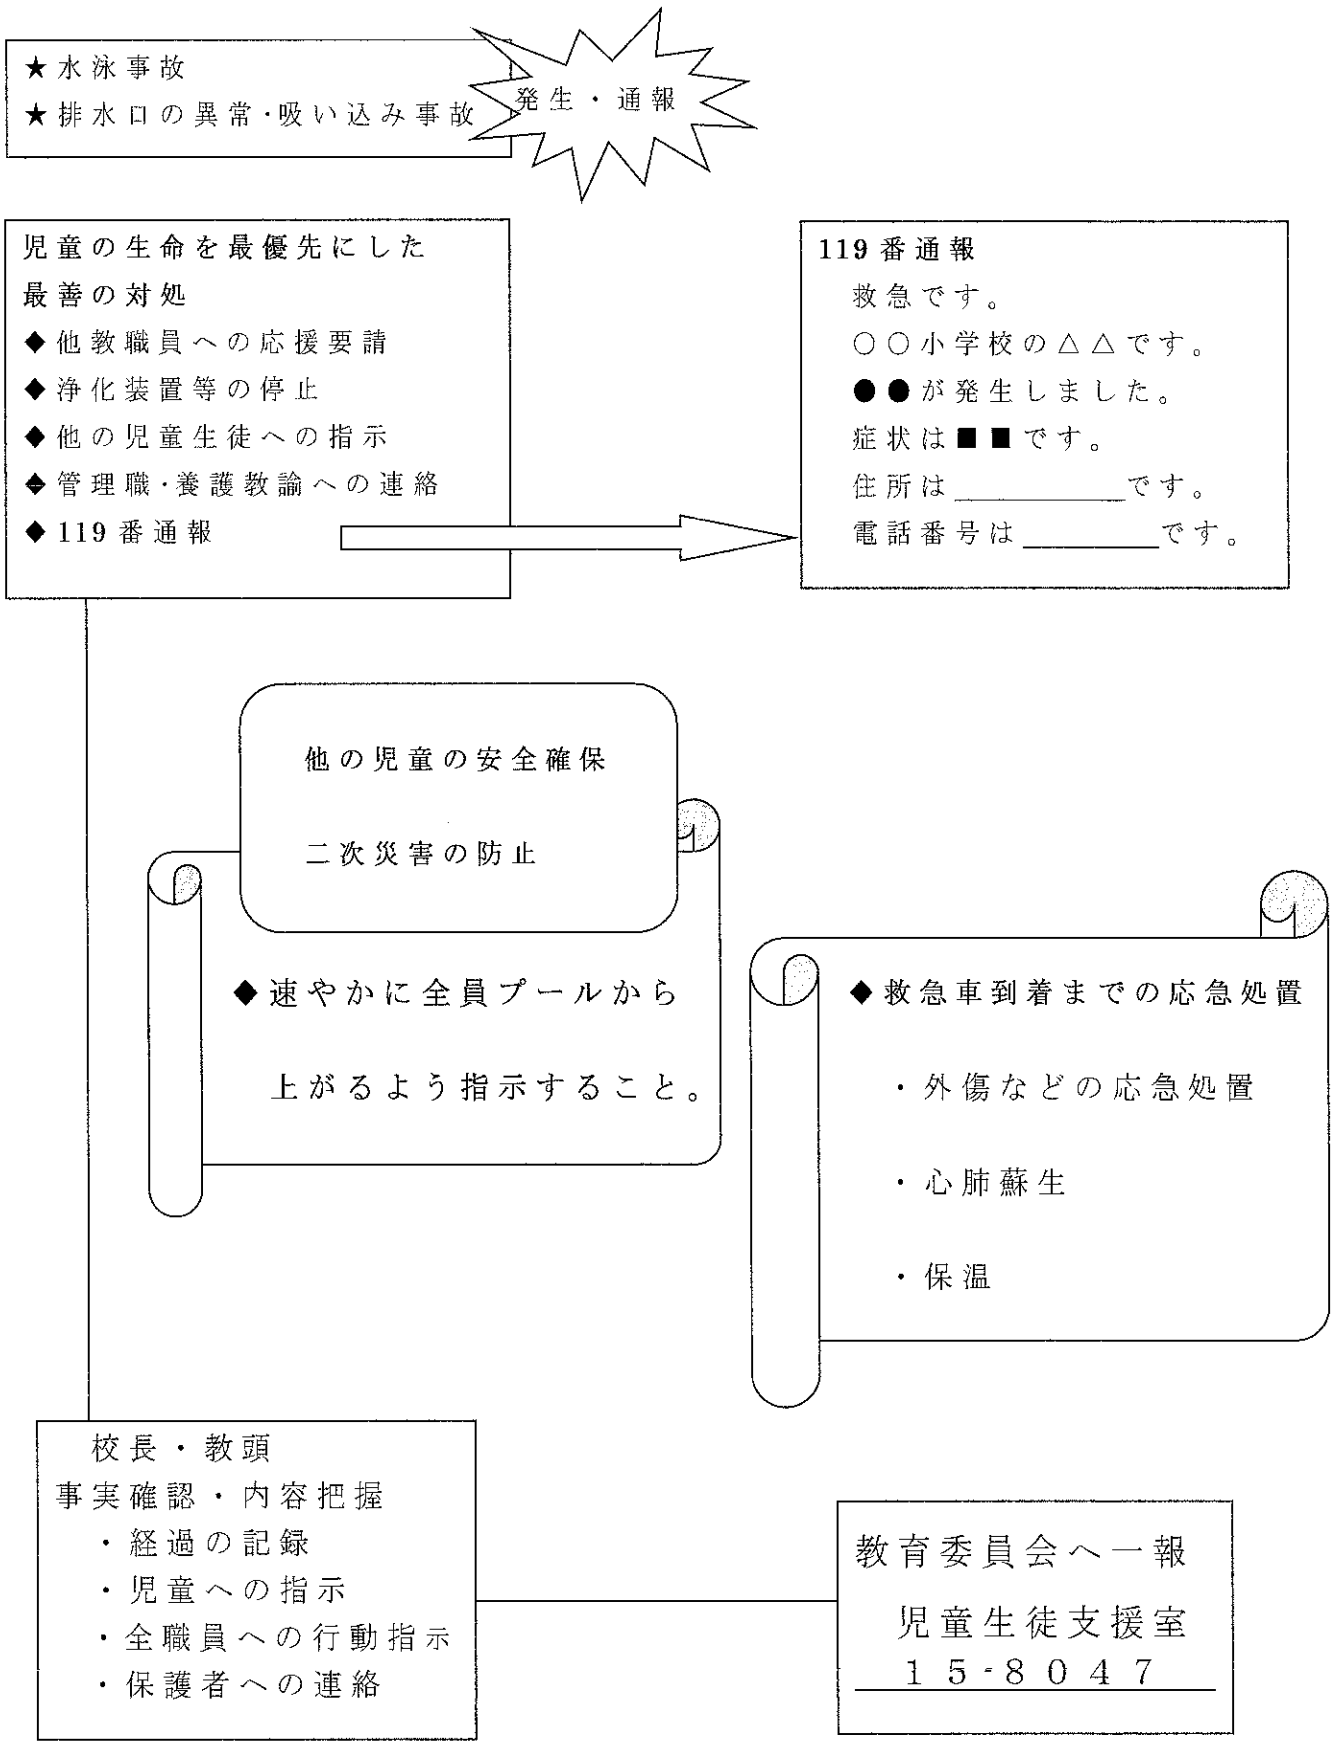 ★水泳事故
★排水口の異常・吸い込み事故
発生・通報
児童の生命を最優先にした
最善の対処
◆他教職員への応援要請
◆浄化装置等の停止
◆他の児童生徒への指示
◆管理職・養護教諭への連絡
◆119番通報
119番通報
救急です。
○○小学校の△△です。
●●が発生しました。
症状は■■です。
住所は__________です。
電話番号は________です。
他の児童の安全確保
二次災害の防止
◆速やかに全員プールから
上がるよう指示すること。
◆救急車到着までの応急処置
・外傷などの応急処置
・心肺蘇生
・保温
校長・教頭
事実確認・内容把握
・経過の記録
・児童への指示
・全職員への行動指示
・保護者への連絡
教育委員会へ一報
児童生徒支援室
15-8047